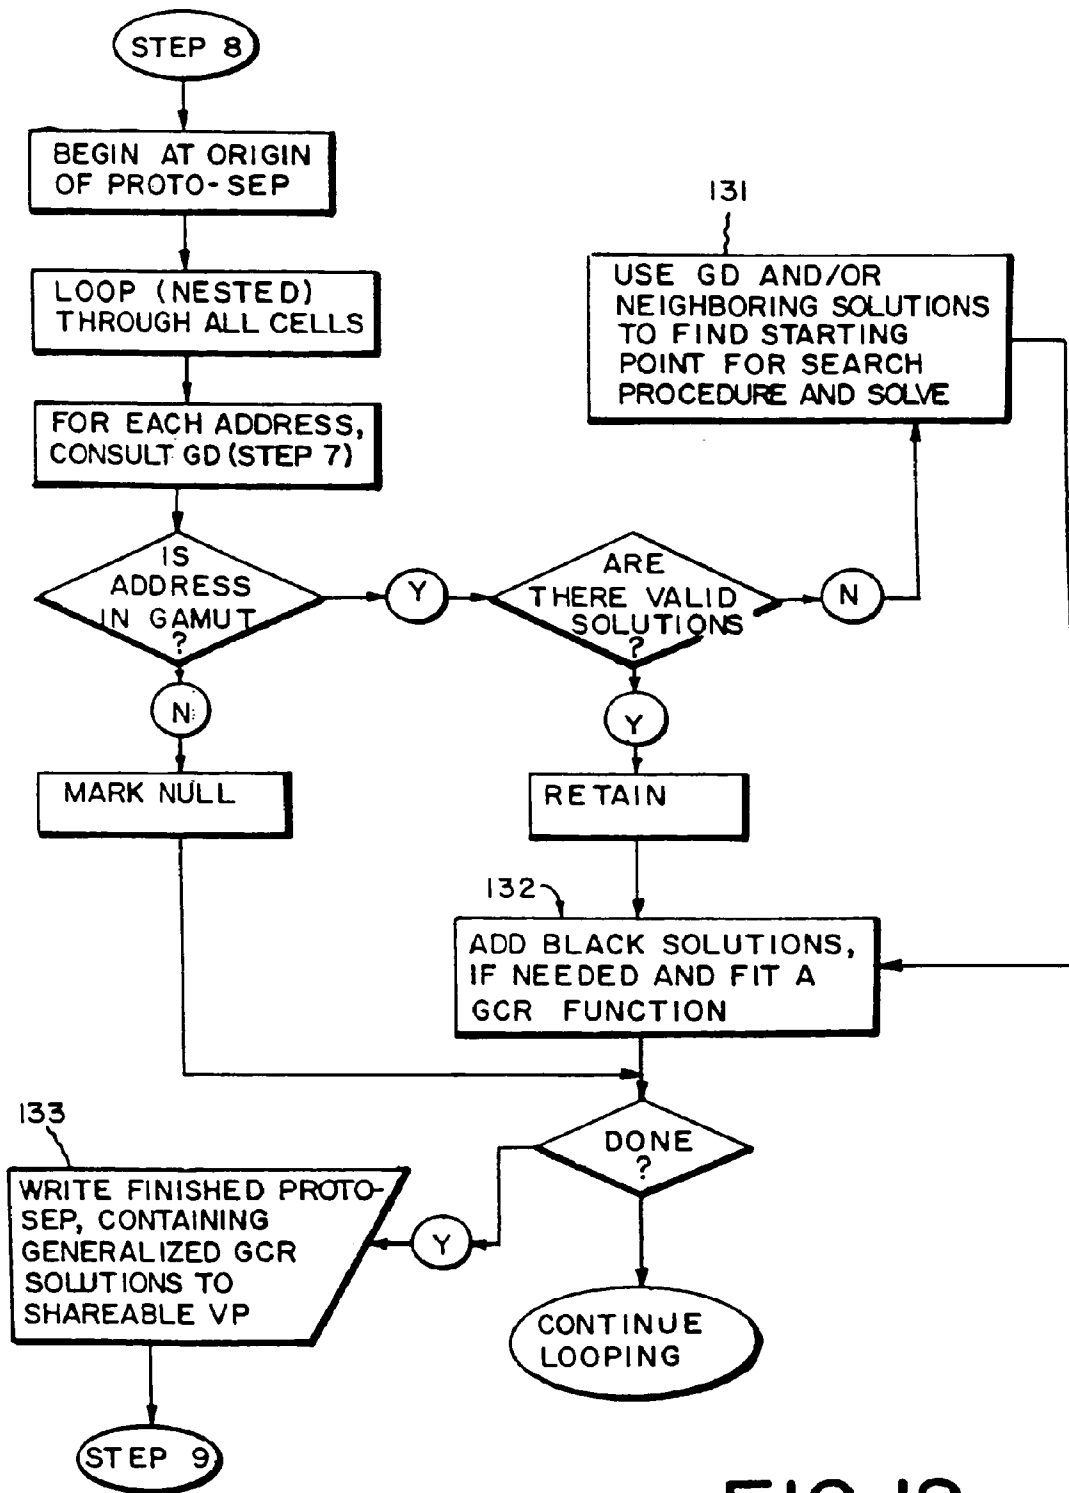 STEP 8
BEGIN AT ORIGIN
OF PROTO-SEP
LOOP (NESTED)
THROUGH ALL CELLS
FOR EACH ADDRESS,
CONSULT GD (STEP 7)
131
USE GD AND/OR
NEIGHBORING SOLUTIONS
TO FIND STARTING
POINT FOR SEARCH
PROCEDURE AND SOLVE
IS
ADDRESS
IN GAMUT
?
Y
ARE
THERE VALID
SOLUTIONS
?
N
N
Y
MARK NULL
RETAIN
132
ADD BLACK SOLUTIONS,
IF NEEDED AND FIT A
GCR FUNCTION
DONE
?
Y
133
WRITE FINISHED PROTO-
SEP, CONTAINING
GENERALIZED GCR
SOLUTIONS TO
SHAREABLE VP
CONTINUE
LOOPING
STEP 9